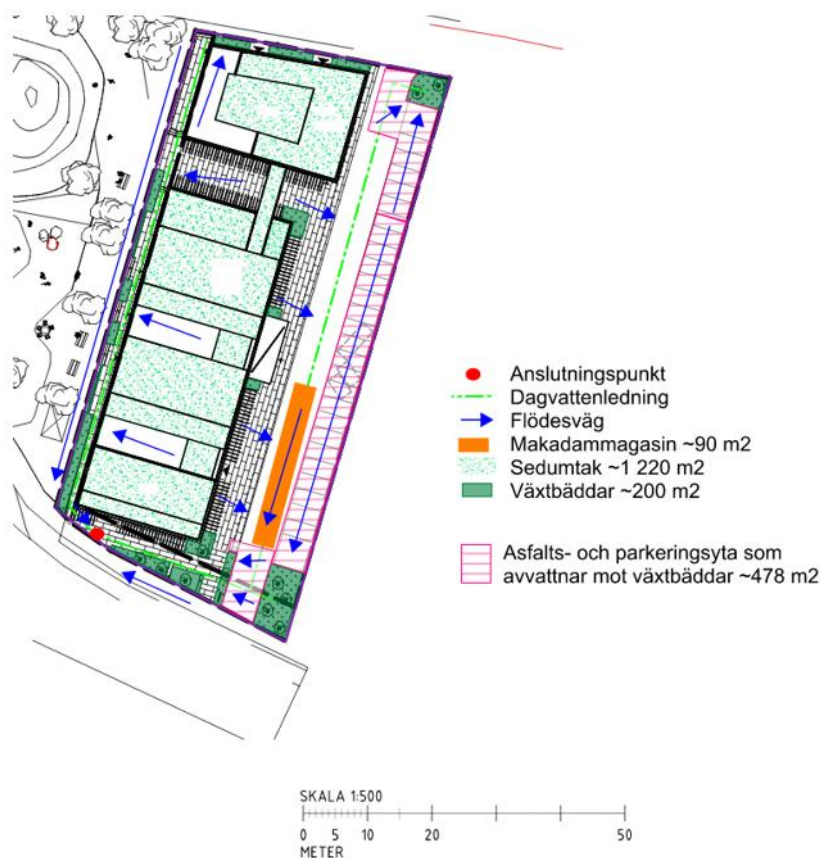 Anslutningspunkt
Dagvattenledning
Flödesväg
Makadammagasin ~90 m2
Sedumtak ~1 220 m2
Växtbäddar ~200 m2
Asfalts- och parkeringsyta som
avvattnar mot växtbäddar ~478 m2
SKALA 1:500
0 5 10 20 50
METER